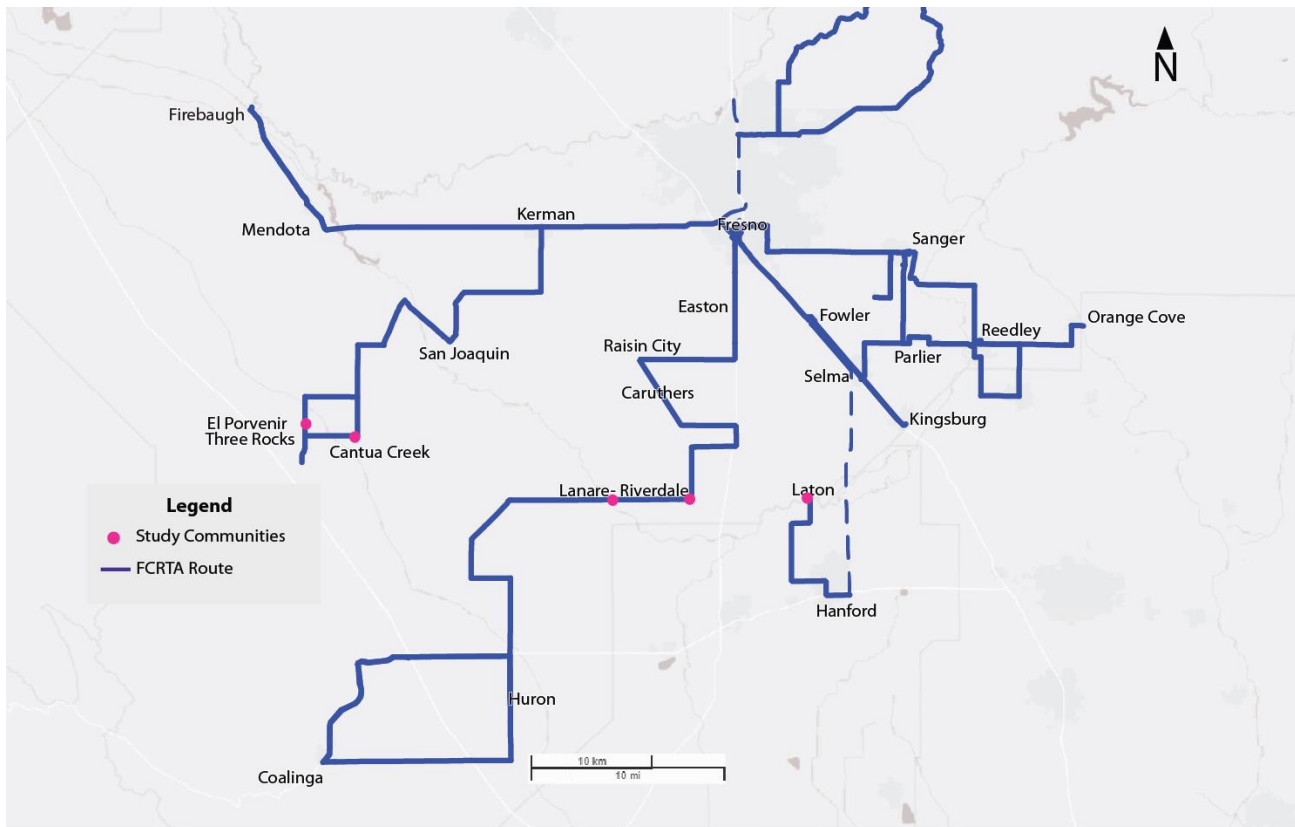 N
Firebaugh
Mendota
Kerman
Fresno
Sanger
Easton
Fowler
Orange Cove
Reedley
Raisin City
San Joaquin
Parlier
Selma
Caruthers
El Porvenir
Three Rocks
Kingsburg
Cantua Creek
Lanare- Riverdale
Laton
Legend
Study Communities
FCRTA Route
Hanford
Huron
Coalinga
10 km
10 mi